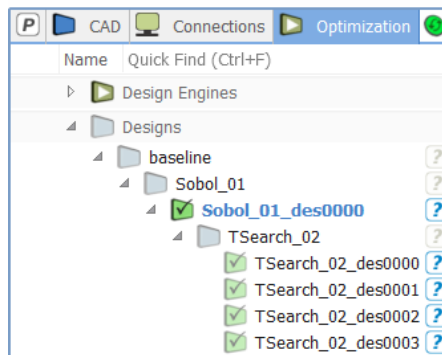 P CAD Connections Optimization
Name Quick Find (Ctrl+F)
Design Engines
Designs
baseline ?
Sobol_01 ?
Sobol_01_des0000 ?
TSearch_02 ?
TSearch_02_des0000 ?
TSearch_02_des0001 ?
TSearch_02_des0002 ?
TSearch_02_des0003 ?